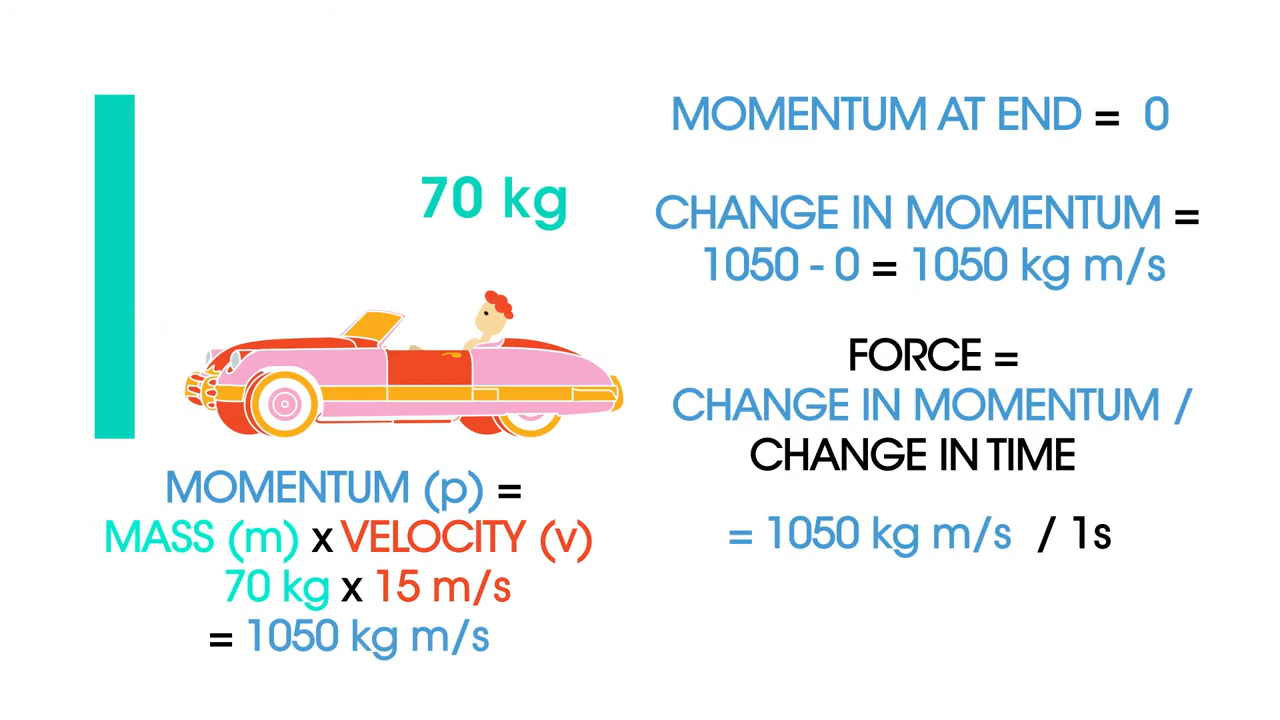 70 kg
MOMENTUM (p) =
MASS (m) x VELOCITY (v)
70 kg x 15 m/s
= 1050 kg m/s
MOMENTUM AT END = 0
CHANGE IN MOMENTUM =
1050 - 0 = 1050 kg m/s
FORCE =
CHANGE IN MOMENTUM /
CHANGE IN TIME
= 1050 kg m/s / 1s